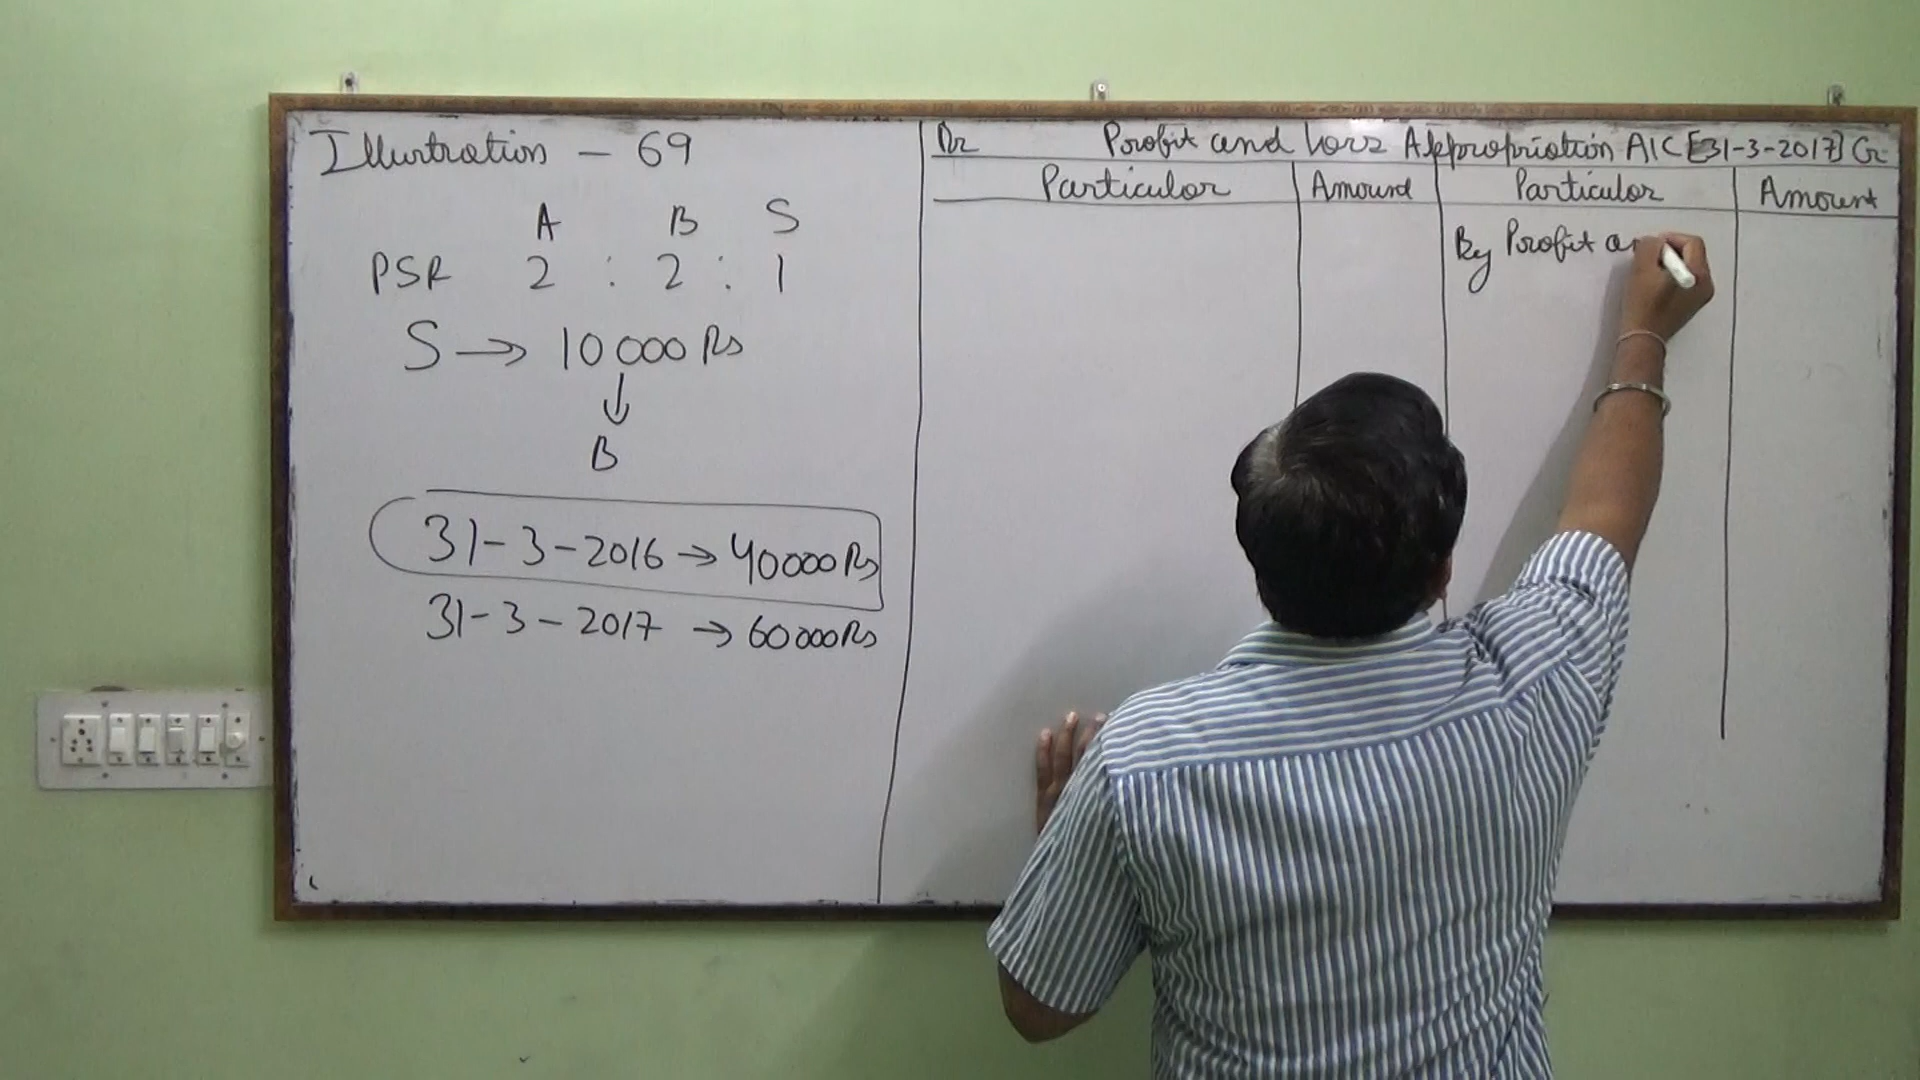 Illustration - 69
A B S
PSR 2 : 2 : 1
S → 10000 Rs
↓
B
31-3-2016 → 40000 Rs
31-3-2017 → 60000 Rs
Dr Profit and Loss Appropriation A/C [31-3-2017] Cr
Particular Amount Particular Amount
By Profit an